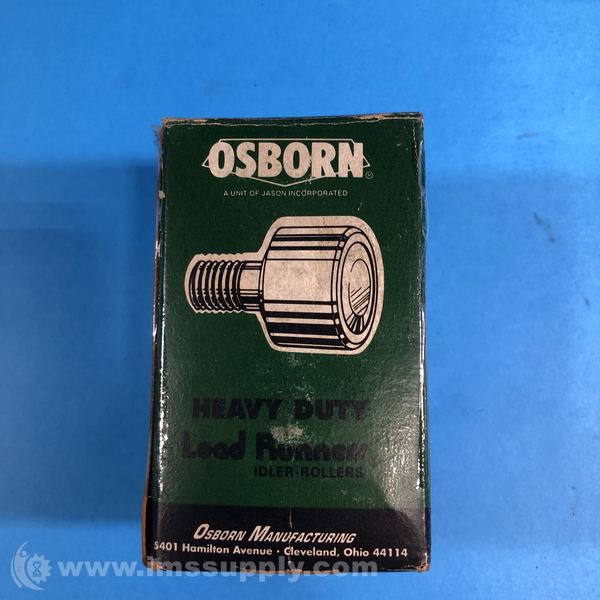 OSBORN®
A UNIT OF JASON INCORPORATED
HEAVY DUTY
Load Runners
IDLER-ROLLERS
OSBORN MANUFACTURING
5401 Hamilton Avenue · Cleveland, Ohio 44114
www.imssupply.com